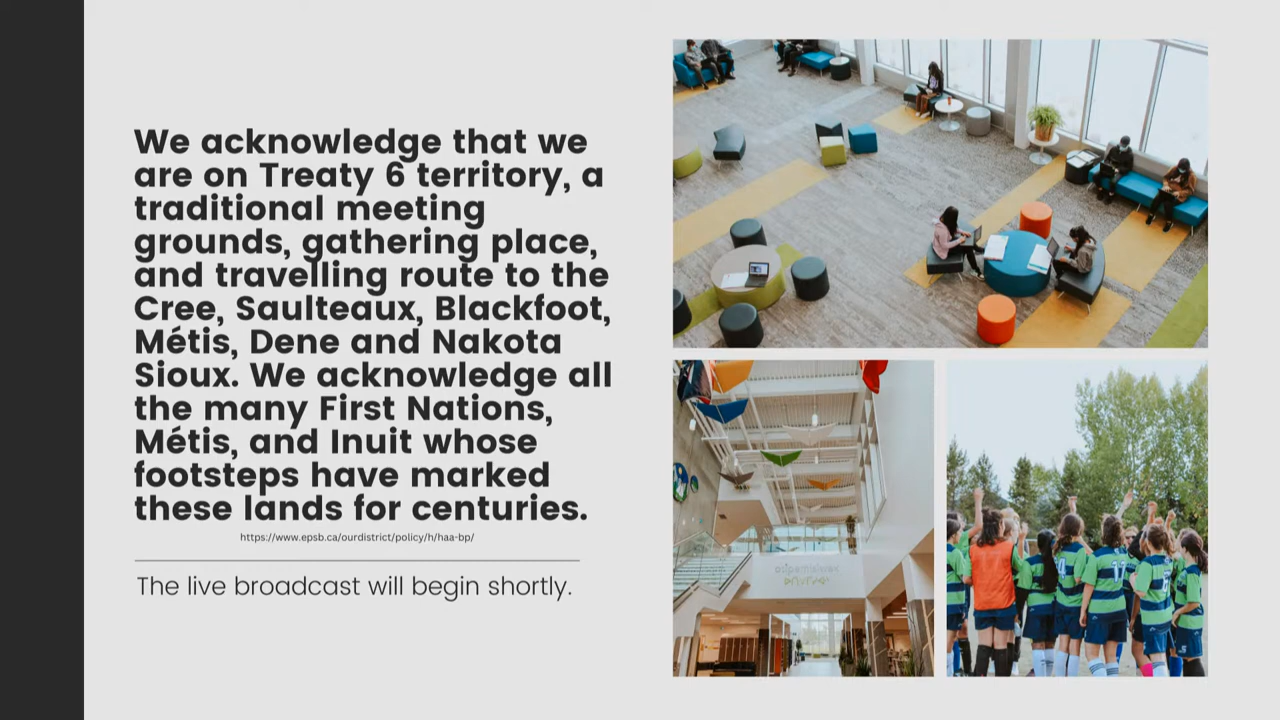 We acknowledge that we
are on Treaty 6 territory, a
traditional meeting
grounds, gathering place,
and travelling route to the
Cree, Saulteaux, Blackfoot,
Métis, Dene and Nakota
Sioux. We acknowledge all
the many First Nations,
Métis, and Inuit whose
footsteps have marked
these lands for centuries.
https://www.epsb.ca/ourdistrict/policy/h/haa-bp/
The live broadcast will begin shortly.